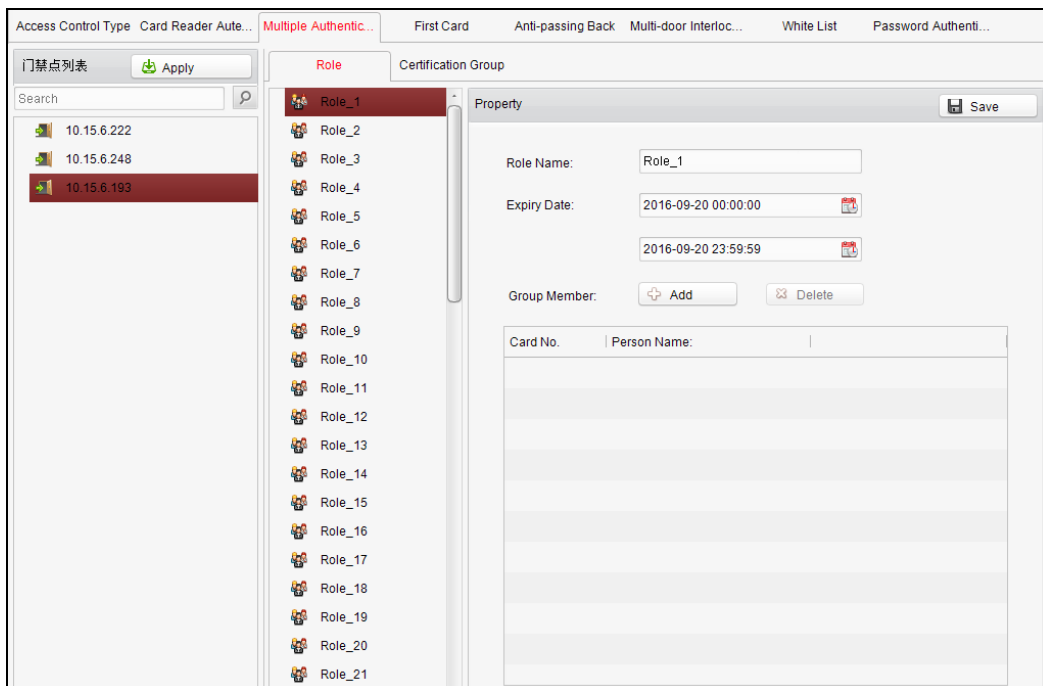 Access Control Type Card Reader Aute... Multiple Authentic... First Card Anti-passing Back Multi-door Interloc... White List Password Authenti...
门禁点列表 Apply
Search
10.15.6.222
10.15.6.248
10.15.6.193
Role Certification Group
Role_1
Role_2
Role_3
Role_4
Role_5
Role_6
Role_7
Role_8
Role_9
Role_10
Role_11
Role_12
Role_13
Role_14
Role_15
Role_16
Role_17
Role_18
Role_19
Role_20
Role_21
Property Save
Role Name: Role_1
Expiry Date: 2016-09-20 00:00:00
2016-09-20 23:59:59
Group Member: Add Delete
Card No. Person Name: